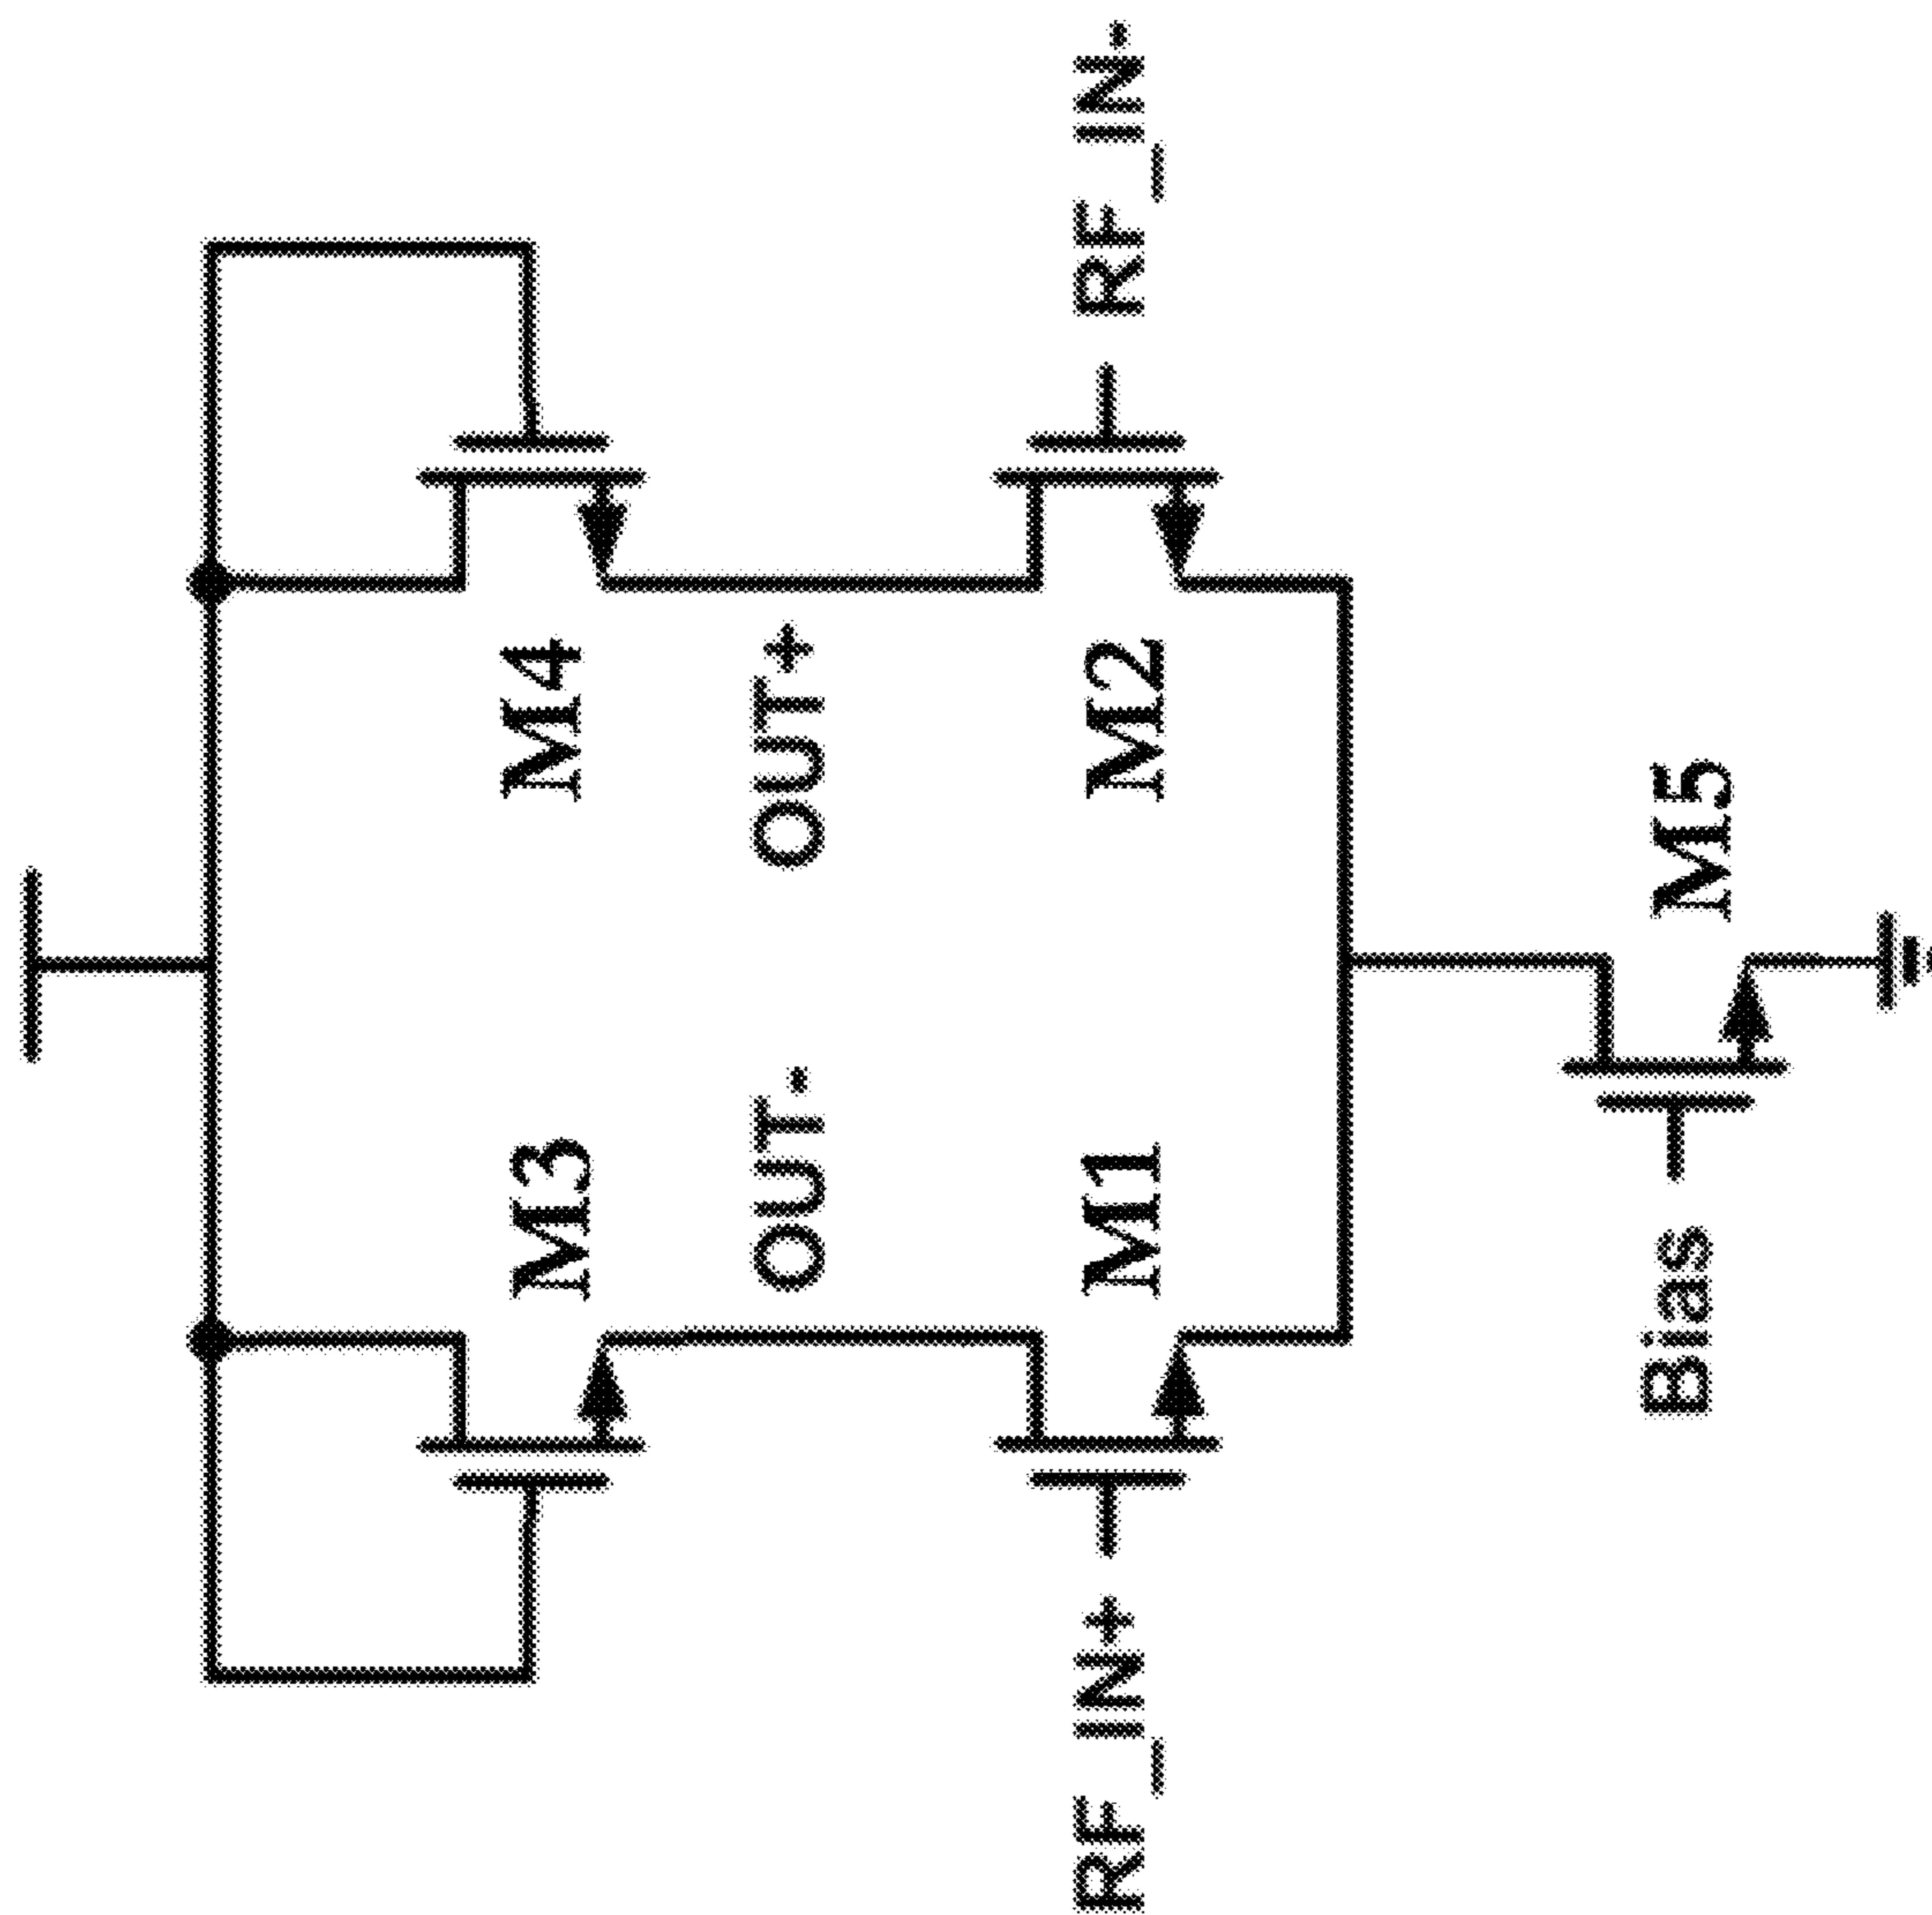 M3
M4
OUT-
OUT+
RF_IN+
M1
M2
RF_IN-
Bias
M5